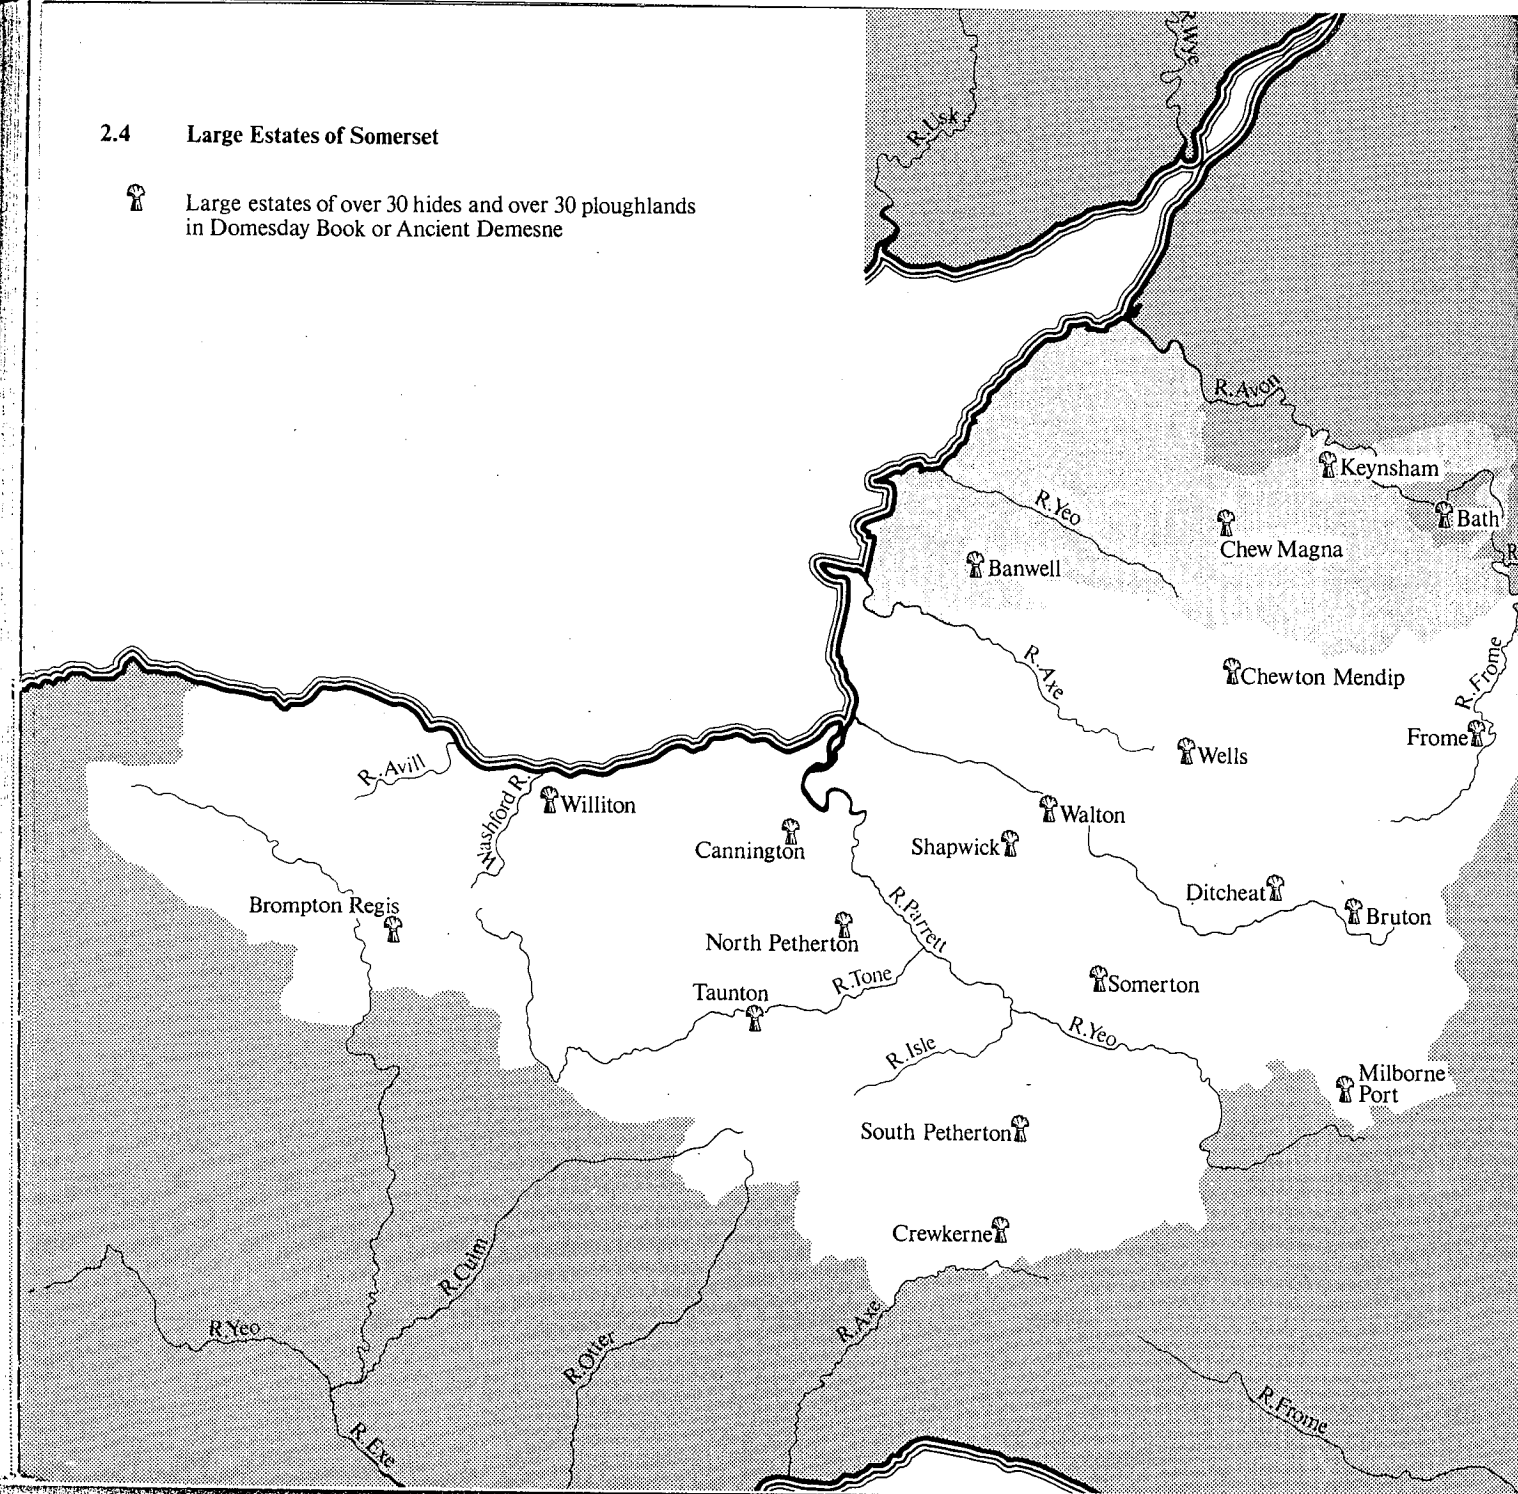 2.4 Large Estates of Somerset
Large estates of over 30 hides and over 30 ploughlands
in Domesday Book or Ancient Demesne
R.Wye
R.Usk
R.Avon
Keynsham
Bath
R
R.Yeo
Chew Magna
Banwell
R.Axe
Chewton Mendip
R.Frome
Frome
Wells
R.Avill
Washford R.
Williton
Walton
Cannington
Shapwick
Ditcheat
Bruton
Brompton Regis
R.Parrett
North Petherton
R.Tone
Somerton
Taunton
R.Yeo
R.Isle
Milborne
Port
South Petherton
Crewkerne
R.Culm
R.Yeo
R.Otter
R.Axe
R.Exe
R.Frome